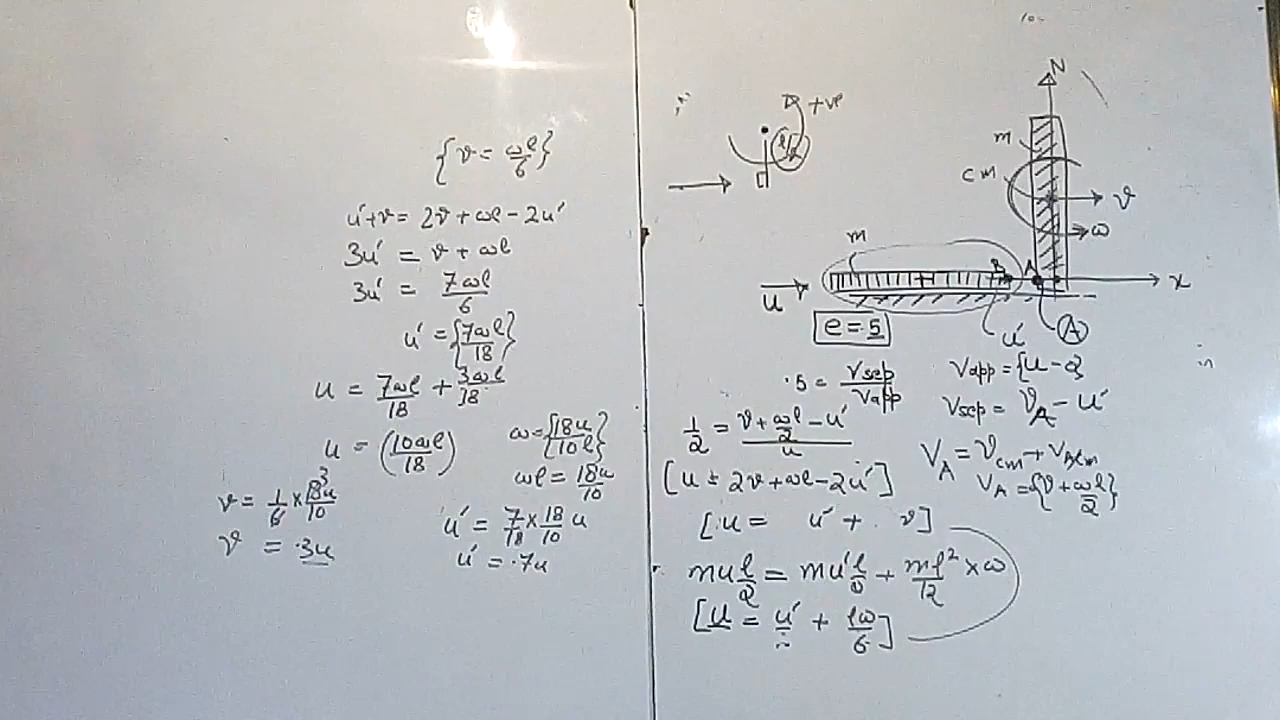 {v = ωl/6}
u' + v = 2v + ωl - 2u'
3u' = v + ωl
3u' = 7ωl/6
u' = {7ωl/18}
u = 7ωl/18 + 3ωl/18
u = (10ωl/18)
ω = {18u/10l}
ωl = 18u/10
v = 1/6 × 18u/10
3
v = .3u
u' = 7/18 × 18/10 u
u' = .7u
+ve
l/2
N
m
cm
v
ω
m
B
A
x
u
e = 5
u'
A
.5 = Vsep/Vapp
Vapp = {u - 0}
Vsep = VA - u'
1/2 = (v + ωl/2 - u')/u
VA = Vcm + VA/cm
[u = 2v + ωl - 2u']
VA = {v + ωl/2}
[u = u' + v]
mu l/2 = mu' l/2 + ml²/12 × ω
[u = u' + lω/6]